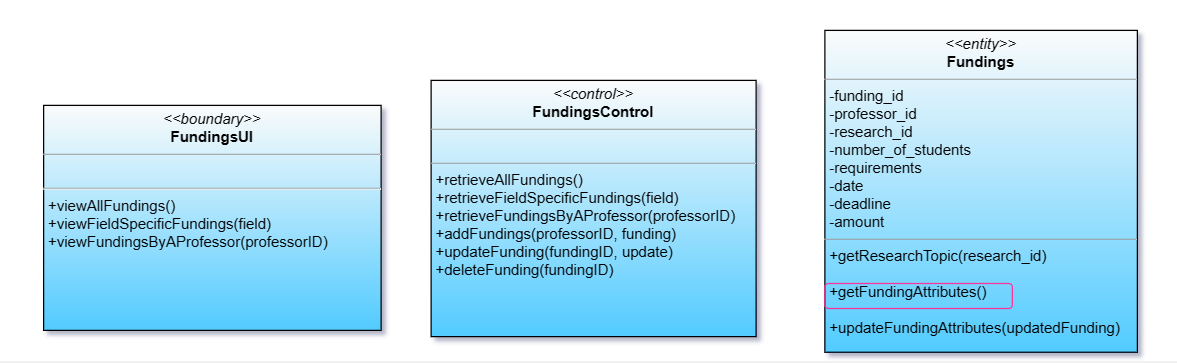 <<boundary>>
FundingsUI
+viewAllFundings()
+viewFieldSpecificFundings(field)
+viewFundingsByAProfessor(professorID)
<<control>>
FundingsControl
+retrieveAllFundings()
+retrieveFieldSpecificFundings(field)
+retrieveFundingsByAProfessor(professorID)
+addFundings(professorID, funding)
+updateFunding(fundingID, update)
+deleteFunding(fundingID)
<<entity>>
Fundings
-funding_id
-professor_id
-research_id
-number_of_students
-requirements
-date
-deadline
-amount
+getResearchTopic(research_id)
+getFundingAttributes()
+updateFundingAttributes(updatedFunding)